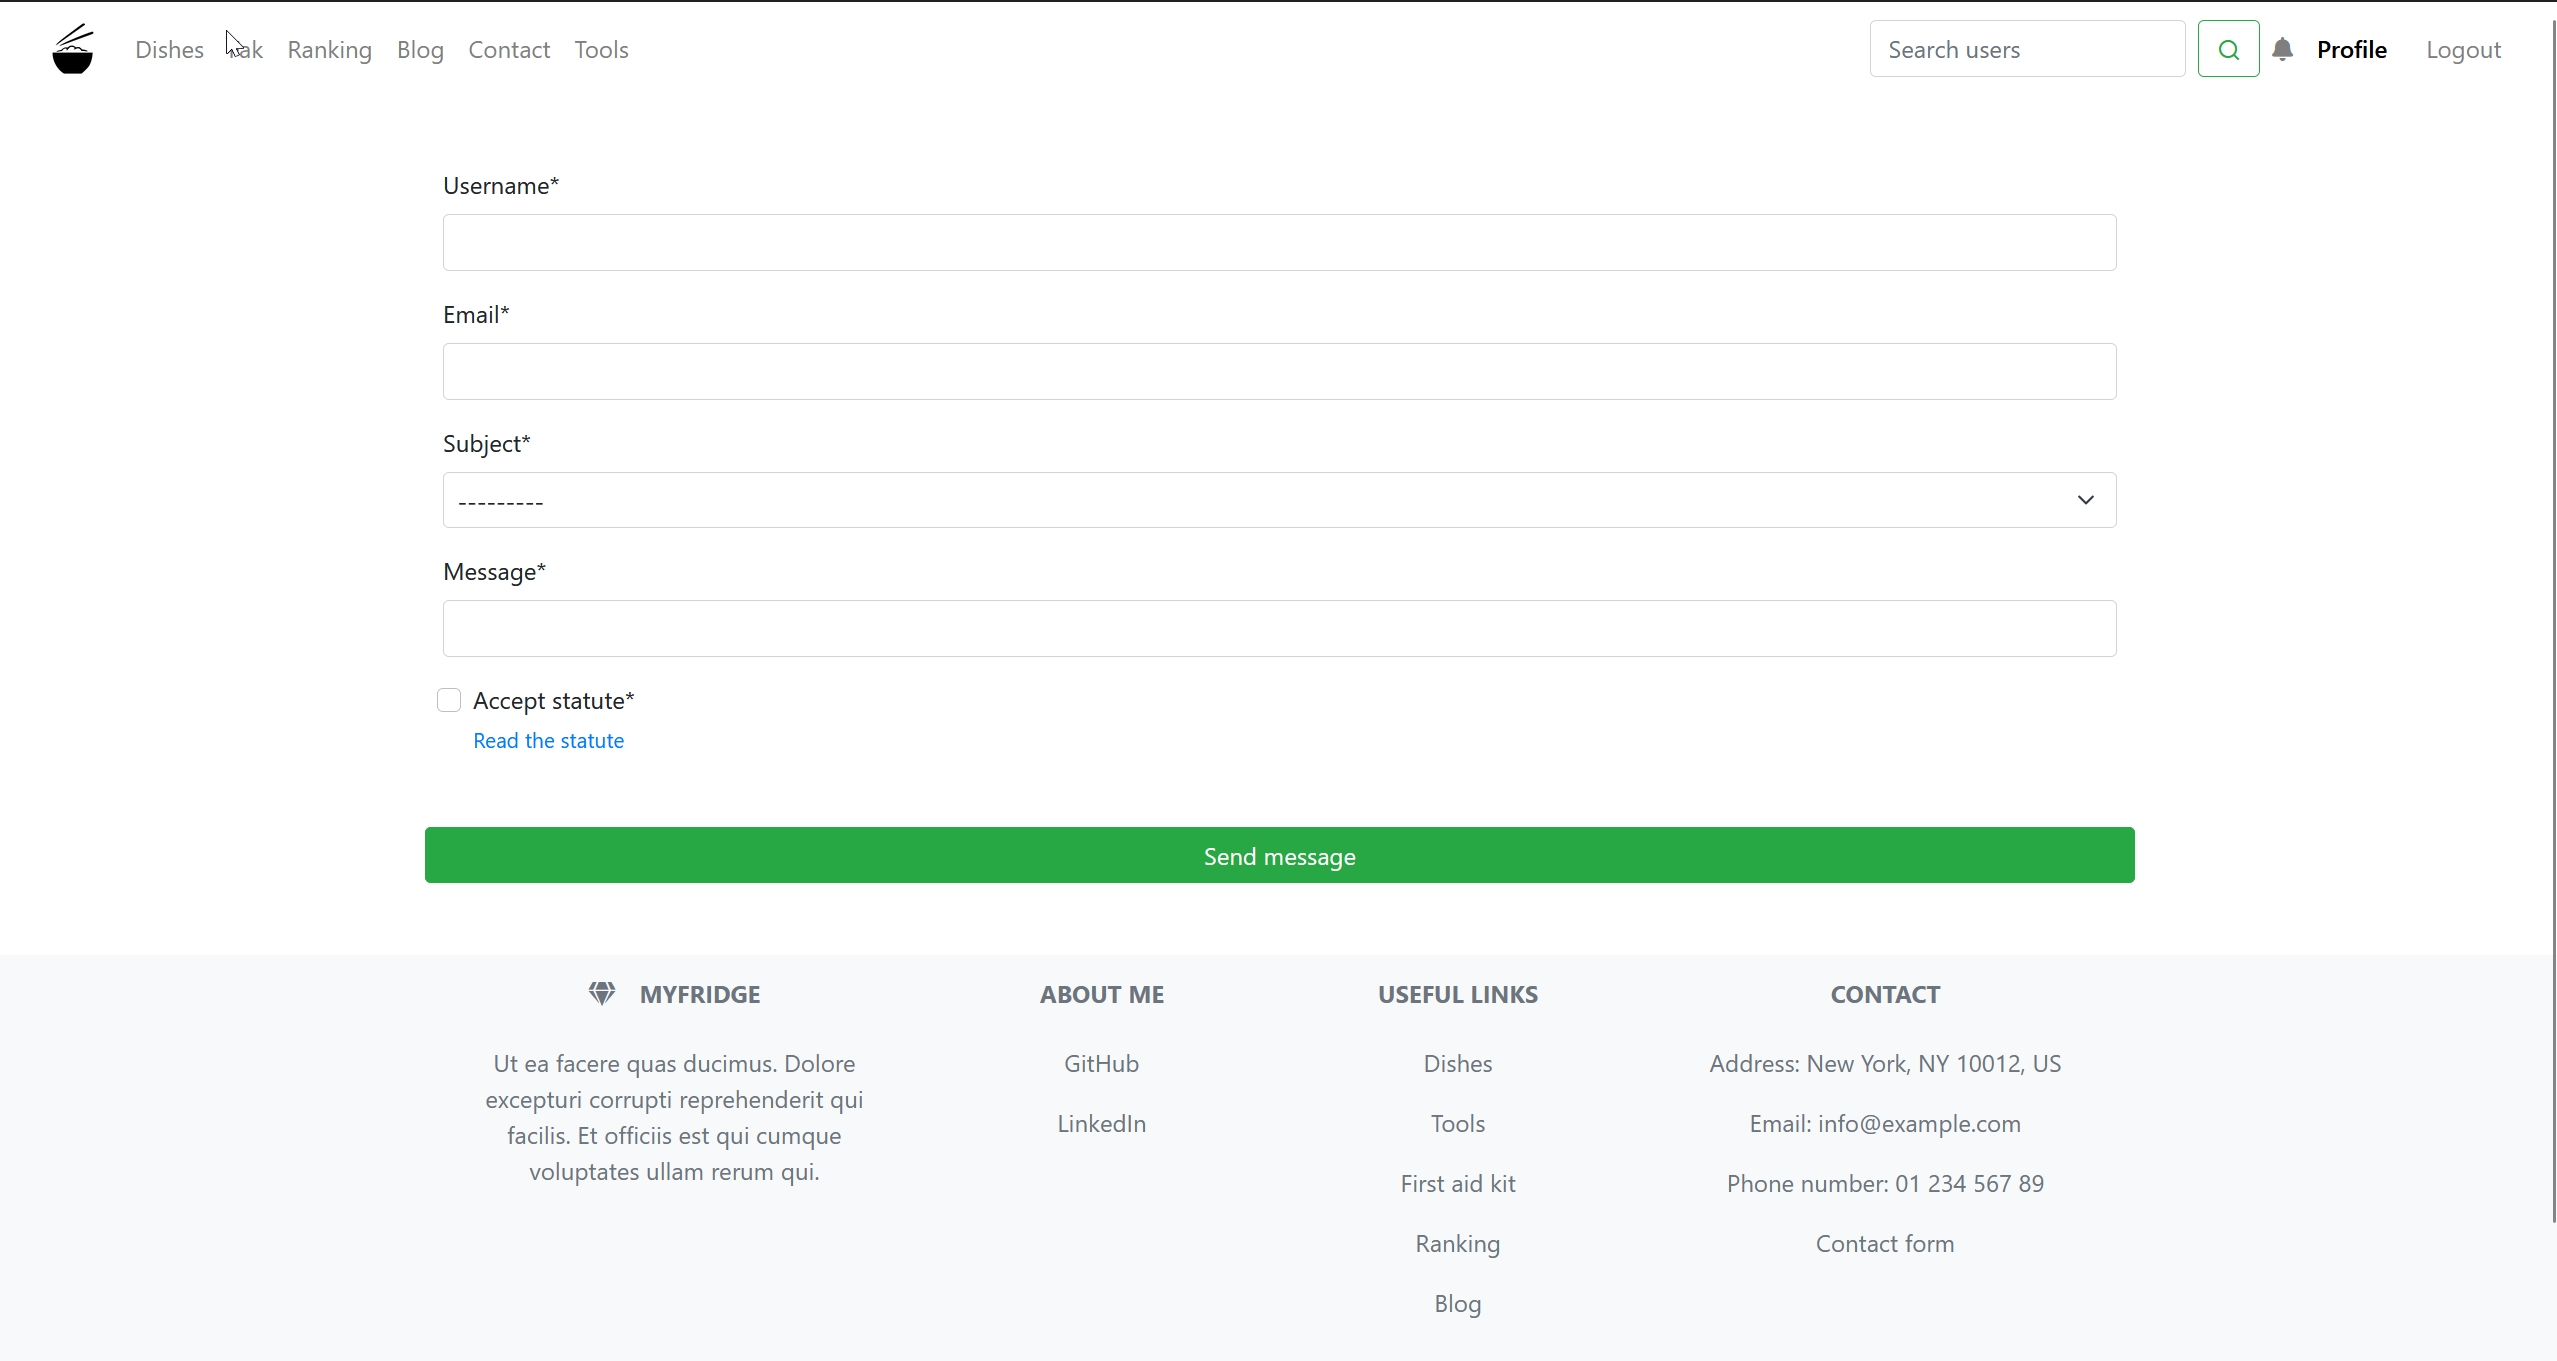 Dishes
Ranking
Blog
Contact
Tools
Search users
Profile
Logout
Username*
Email*
Subject*
---------
Message*
Accept statute*
Read the statute
Send message
MYFRIDGE
Ut ea facere quas ducimus. Dolore
excepturi corrupti reprehenderit qui
facilis. Et officiis est qui cumque
voluptates ullam rerum qui.
ABOUT ME
GitHub
LinkedIn
USEFUL LINKS
Dishes
Tools
First aid kit
Ranking
Blog
CONTACT
Address: New York, NY 10012, US
Email: info@example.com
Phone number: 01 234 567 89
Contact form